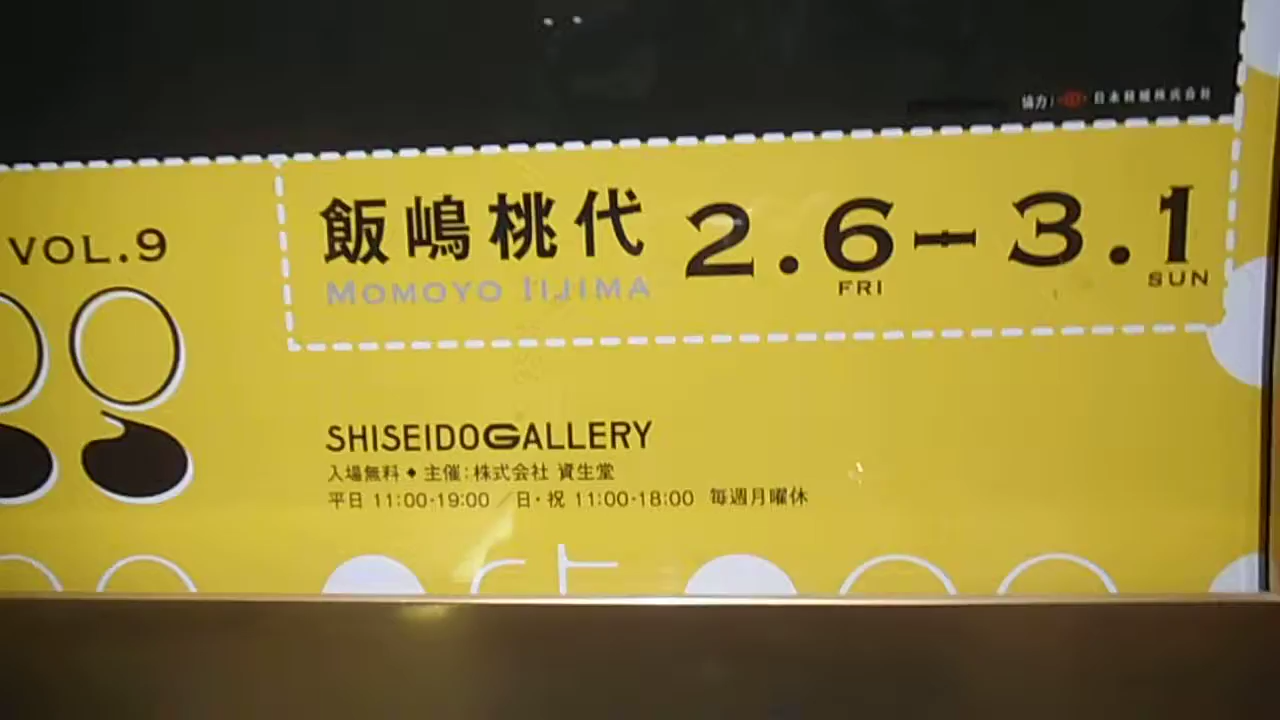 協力: 日本精機株式会社
VOL.9
飯嶋桃代 2.6-3.1
MOMOYO IIJIMA FRI SUN
SHISEIDOGALLERY
入場無料◆主催:株式会社 資生堂
平日 11:00-19:00/日・祝 11:00-18:00 毎週月曜休